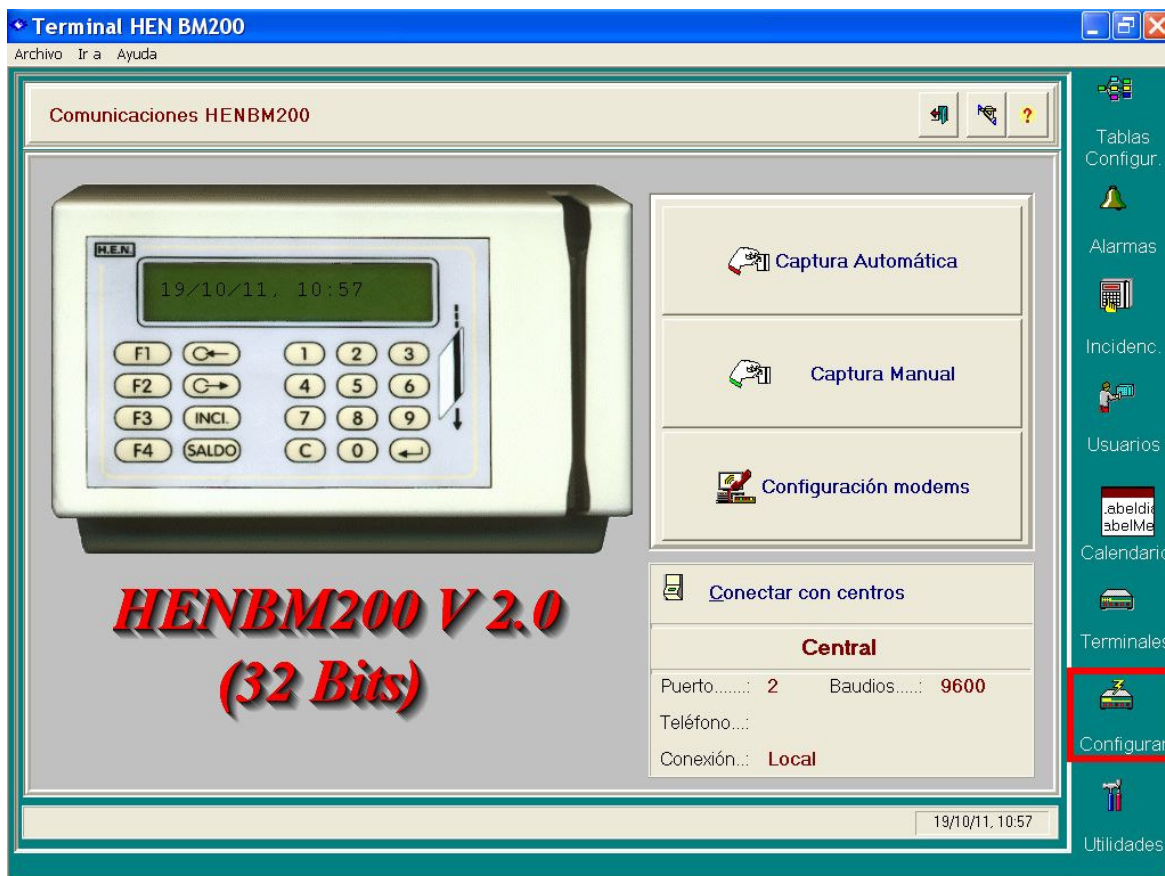 Terminal HEN BM200
Archivo Ir a Ayuda
Comunicaciones HENBM200
?
H.E.N.
19/10/11, 10:57
F1 1 2 3
F2 4 5 6
F3 INCI. 7 8 9
F4 SALDO C 0
HENBM200 V 2.0
(32 Bits)
Captura Automática
Captura Manual
Configuración modems
Conectar con centros
Central
Puerto.......: 2 Baudios.....: 9600
Teléfono...:
Conexión..: Local
19/10/11, 10:57
Tablas
Configur.
Alarmas
Incidenc.
Usuarios
.abeldia
abelMe
Calendario
Terminales
Configurar
Utilidades